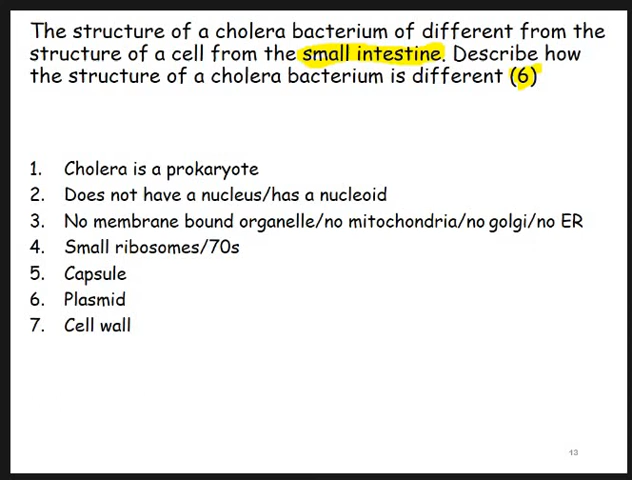 The structure of a cholera bacterium of different from the
structure of a cell from the small intestine. Describe how
the structure of a cholera bacterium is different (6)
1. Cholera is a prokaryote
2. Does not have a nucleus/has a nucleoid
3. No membrane bound organelle/no mitochondria/no golgi/no ER
4. Small ribosomes/70s
5. Capsule
6. Plasmid
7. Cell wall
13